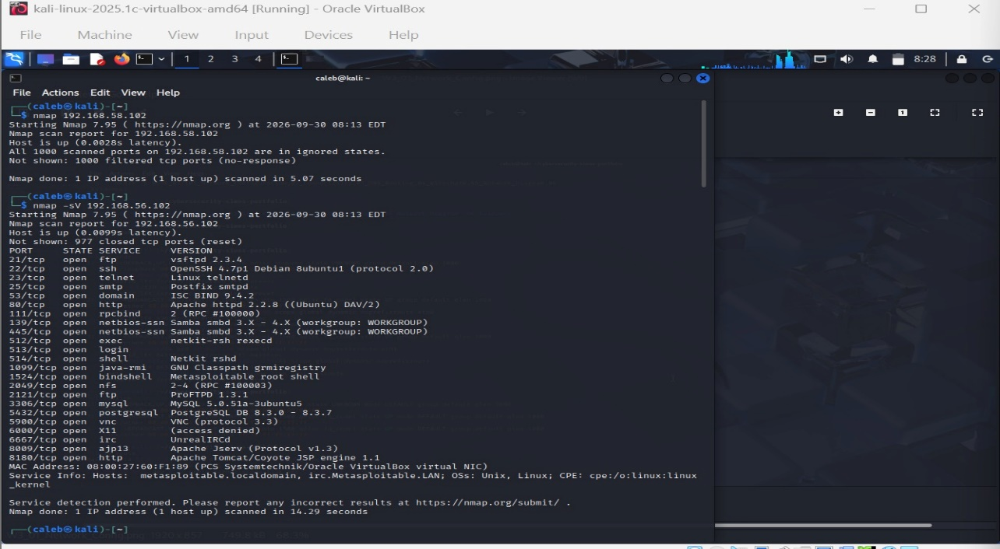 kali-linux-2025.1c-virtualbox-amd64 [Running] - Oracle VirtualBox
File Machine View Input Devices Help
1 2 3 4 8:28
caleb@kali: ~
File Actions Edit View Help
(caleb㉿kali)-[~]
$ nmap 192.168.58.102
Starting Nmap 7.95 ( https://nmap.org ) at 2026-09-30 08:13 EDT
Nmap scan report for 192.168.58.102
Host is up (0.0028s latency).
All 1000 scanned ports on 192.168.58.102 are in ignored states.
Not shown: 1000 filtered tcp ports (no-response)
Nmap done: 1 IP address (1 host up) scanned in 5.07 seconds
(caleb㉿kali)-[~]
$ nmap -sV 192.168.56.102
Starting Nmap 7.95 ( https://nmap.org ) at 2026-09-30 08:13 EDT
Nmap scan report for 192.168.56.102
Host is up (0.0099s latency).
Not shown: 977 closed tcp ports (reset)
PORT STATE SERVICE VERSION
21/tcp open ftp vsftpd 2.3.4
22/tcp open ssh OpenSSH 4.7p1 Debian 8ubuntu1 (protocol 2.0)
23/tcp open telnet Linux telnetd
25/tcp open smtp Postfix smtpd
53/tcp open domain ISC BIND 9.4.2
80/tcp open http Apache httpd 2.2.8 ((Ubuntu) DAV/2)
111/tcp open rpcbind 2 (RPC #100000)
139/tcp open netbios-ssn Samba smbd 3.X - 4.X (workgroup: WORKGROUP)
445/tcp open netbios-ssn Samba smbd 3.X - 4.X (workgroup: WORKGROUP)
512/tcp open exec netkit-rsh rexecd
513/tcp open login
514/tcp open shell Netkit rshd
1099/tcp open java-rmi GNU Classpath grmiregistry
1524/tcp open bindshell Metasploitable root shell
2049/tcp open nfs 2-4 (RPC #100003)
2121/tcp open ftp ProFTPD 1.3.1
3306/tcp open mysql MySQL 5.0.51a-3ubuntu5
5432/tcp open postgresql PostgreSQL DB 8.3.0 - 8.3.7
5900/tcp open vnc VNC (protocol 3.3)
6000/tcp open X11 (access denied)
6667/tcp open irc UnrealIRCd
8009/tcp open ajp13 Apache Jserv (Protocol v1.3)
8180/tcp open http Apache Tomcat/Coyote JSP engine 1.1
MAC Address: 08:00:27:60:F1:89 (PCS Systemtechnik/Oracle VirtualBox virtual NIC)
Service Info: Hosts: metasploitable.localdomain, irc.Metasploitable.LAN; OSs: Unix, Linux; CPE: cpe:/o:linux:linux
_kernel
Service detection performed. Please report any incorrect results at https://nmap.org/submit/ .
Nmap done: 1 IP address (1 host up) scanned in 14.29 seconds
(caleb㉿kali)-[~]